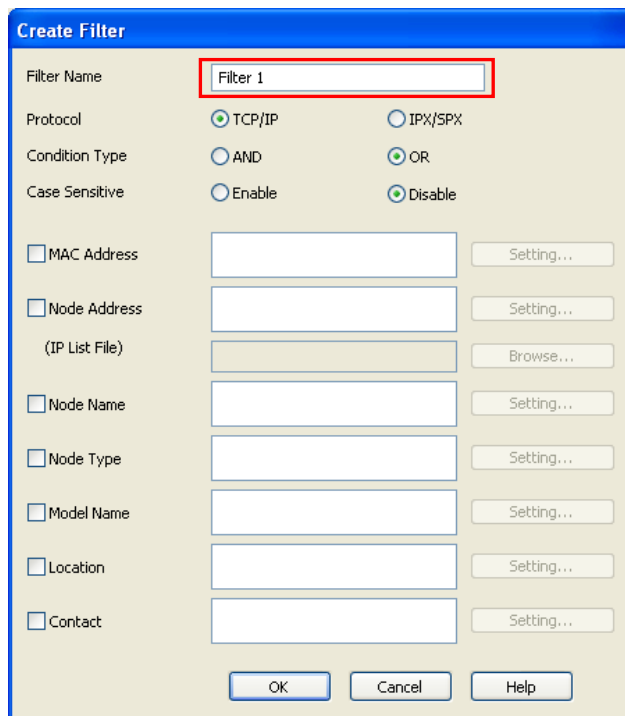 Create Filter
Filter Name Filter 1
Protocol TCP/IP IPX/SPX
Condition Type AND OR
Case Sensitive Enable Disable
MAC Address Setting...
Node Address Setting...
(IP List File) Browse...
Node Name Setting...
Node Type Setting...
Model Name Setting...
Location Setting...
Contact Setting...
OK Cancel Help